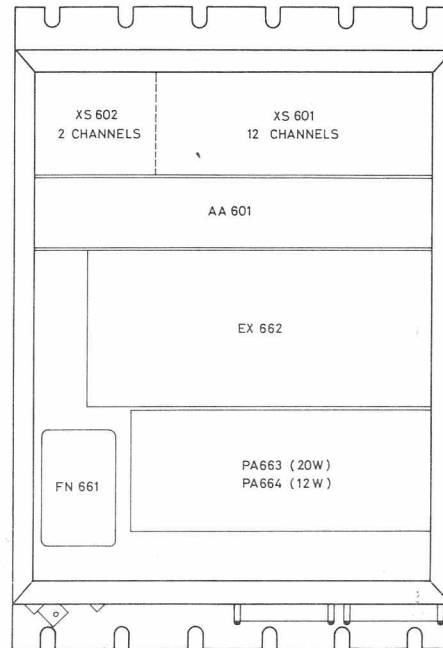 XS 602
2 CHANNELS
XS 601
12 CHANNELS
AA 601
EX 662
FN 661
PA663 (20W)
PA664 (12W)